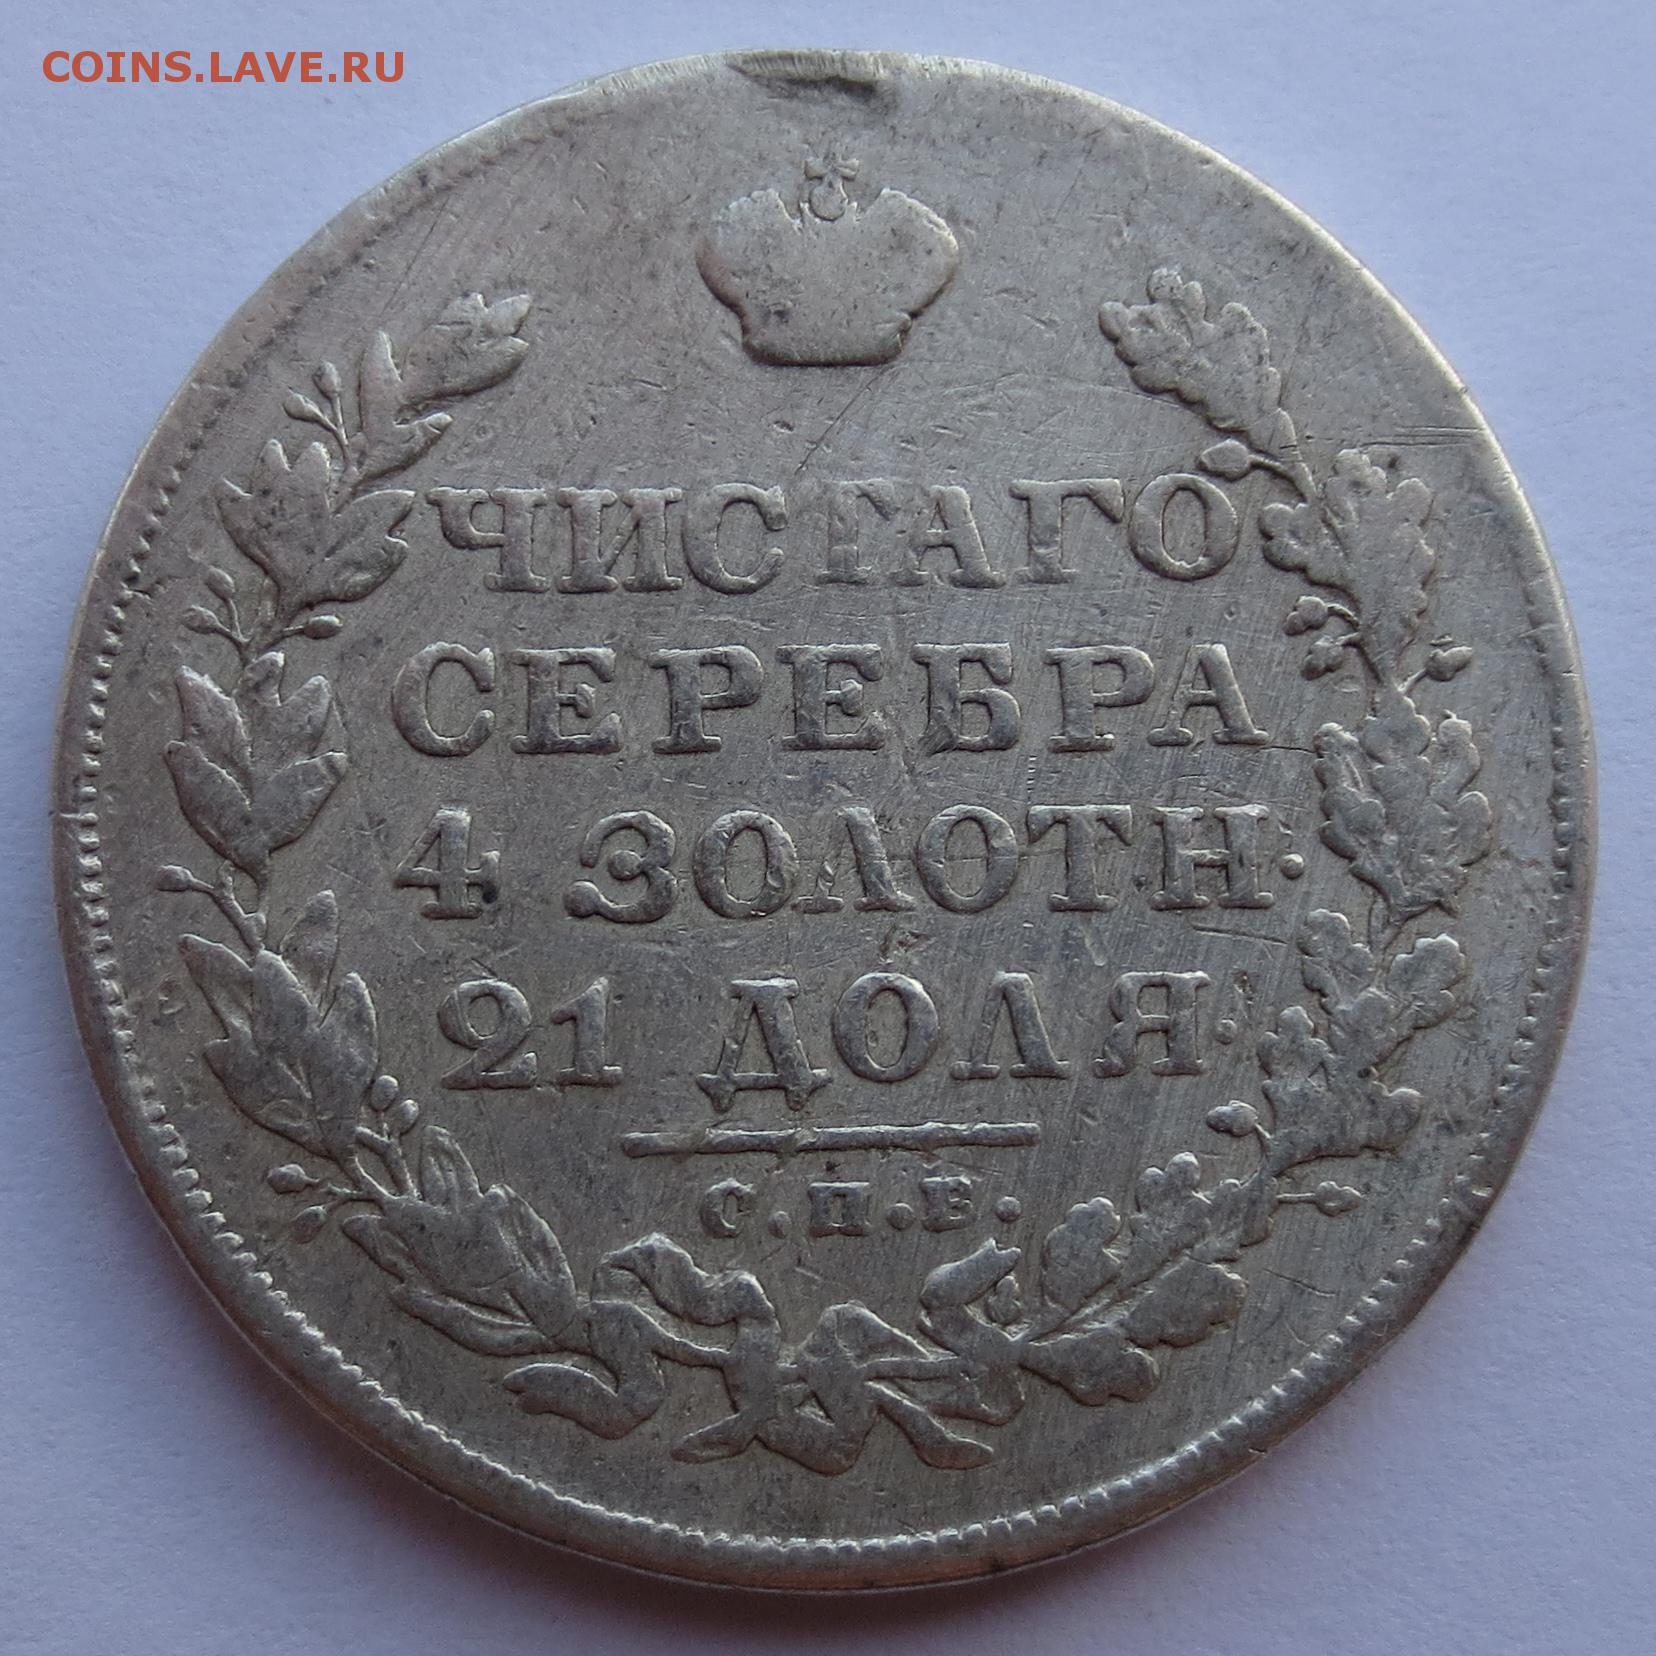 COINS.LAVE.RU
ЧИСТАГО
СЕРЕБРА
4 ЗОЛОТН.
21 ДОЛЯ.
С.П.Б.